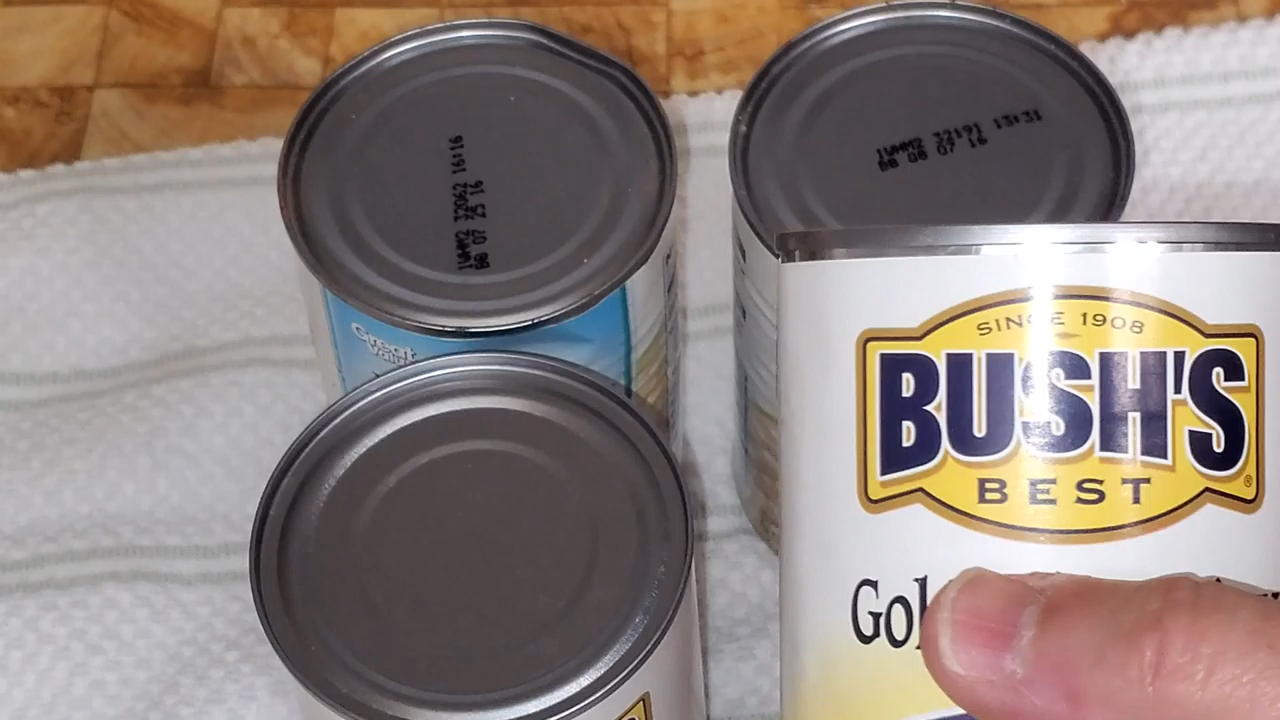 1WMM2 32062 16:16
BB 07 25 16
1WMM2 32191 13:31
BB 08 07 16
Great
Value
SINCE 1908
BUSH'S
BEST
®
Gol